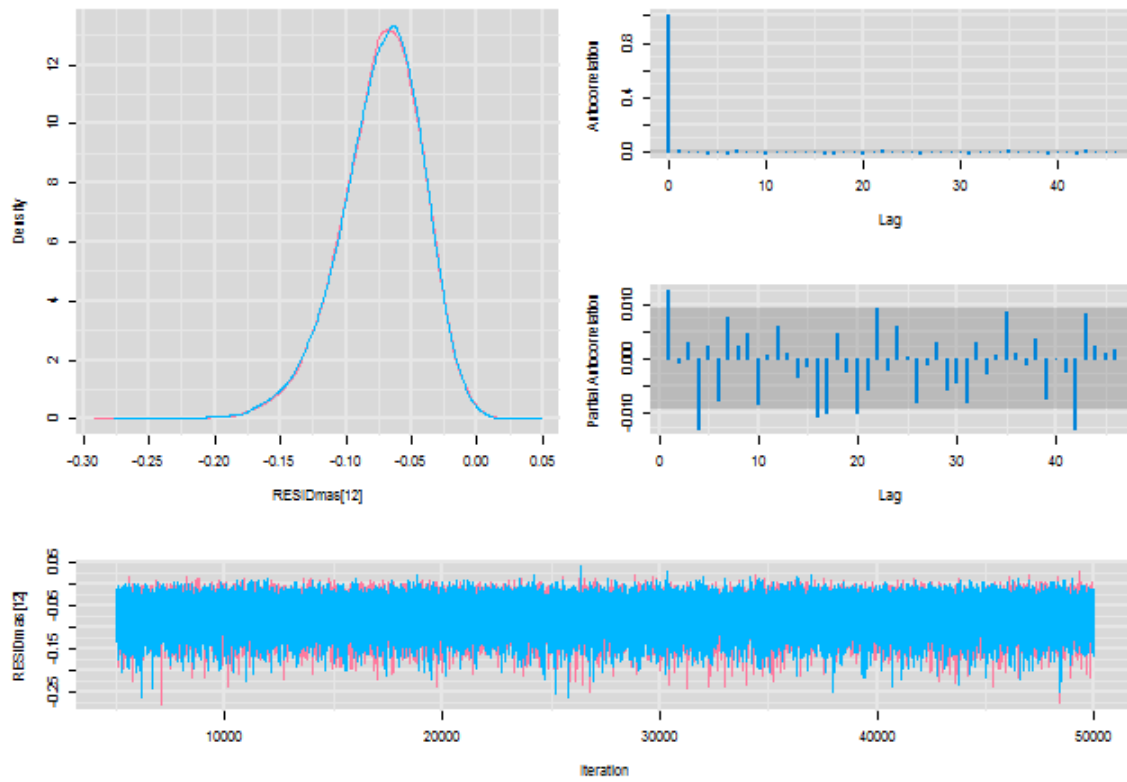 Density
0 2 4 6 8 10 12
-0.30 -0.25 -0.20 -0.15 -0.10 -0.05 0.00 0.05
RESIDmas[12]
Autocorrelation
0.0 0.4 0.8
0 10 20 30 40
Lag
Partial Autocorrelation
-0.010 0.000 0.010
0 10 20 30 40
Lag
RESIDmas[12]
-0.25 -0.15 -0.05 0.05
10000 20000 30000 40000 50000
Iteration